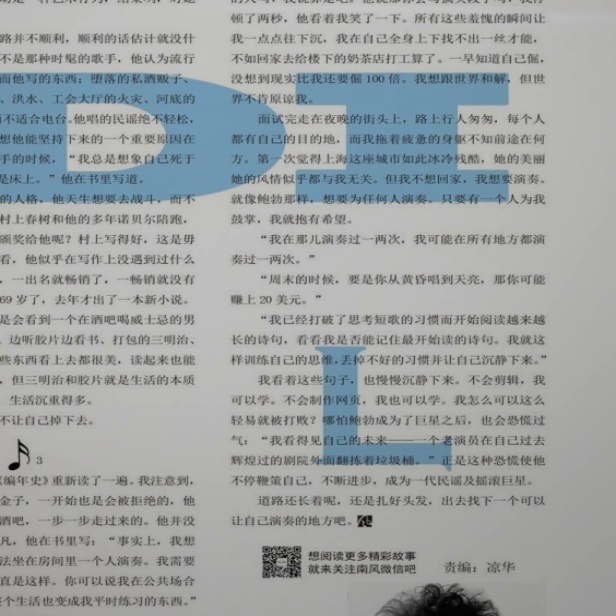 路并不顺利,顺利的话估计就没什
不是那种时髦的歌手,他认为流行
而他写的东西:堕落的私酒贩子、
、洪水、工会大厅的火灾、河底的
当不适合电台。他唱的民谣绝不轻松,
想他能坚持下来的一个重要原因在
手的时候,“我总是想象自己死于
是床上。”他在书里写道。
的人格,他天生想要去战斗,而不
村上春树和他的多年诺贝尔陪跑,
颁奖给他呢?村上写得好,这是毋
看,他似乎在写作上没遇到过什么
,一出名就畅销了,一畅销就没有
69岁了,去年才出了一本新小说。
是会看到一个在酒吧喝威士忌的男
、边听胶片边看书、打包的三明治、
些东西看上去都很美,读起来也能
,但三明治和胶片就是生活的本质
。生活沉重得多。
不让自己掉下去。
3
《编年史》重新读了一遍。我注意到,
金子,一开始也是会被拒绝的,他
酒吧,一步一步走过来的。他并没
凡,他在书里写:“事实上,我想
法坐在房间里一个人演奏。我需要
直是这样。你可以说我在公共场合
整个生活也变成我平时练习的东西。”
顿了两秒,他看着我笑了一下。所有这些羞愧的瞬间让
我一点点往下沉,我在自己全身上下找不出一丝才能,
不如回家去给楼下的奶茶店打工算了。一早知道自己倔,
没想到现实比我还要倔100倍。我想跟世界和解,但世
界不肯原谅我。
面试完走在夜晚的街头上,路上行人匆匆,每个人
都有自己的目的地,而我拖着疲惫的身躯不知前途在何
方。第一次觉得上海这座城市如此冰冷残酷,她的美丽
她的风情似乎都与我无关。但我不想回家,我想要演奏。
就像鲍勃那样,想要为任何人演奏。只要有一个人为我
鼓掌,我就抱有希望。
“我在那儿演奏过一两次,我可能在所有地方都演
奏过一两次。”
“周末的时候,要是你从黄昏唱到天亮,那你可能
赚上20美元。”
“我已经打破了思考短歌的习惯而开始阅读越来越
长的诗句,看看我是否能记住最开始读的诗句。我就这
样训练自己的思维,丢掉不好的习惯并让自己沉静下来。”
我看着这些句子,也慢慢沉静下来。不会剪辑,我
可以学。不会制作网页,我也可以学。我怎么可以这么
轻易就被打败?哪怕鲍勃成为了巨星之后,也会恐慌过
气:“我看得见自己的未来——一个老演员在自己过去
辉煌过的剧院外面翻拣着垃圾桶。”正是这种恐慌使他
不停鞭策自己,不断进步,成为一代民谣及摇滚巨星。
道路还长着呢,还是扎好头发,出去找下一个可以
让自己演奏的地方吧。
想阅读更多精彩故事
就来关注南风微信吧
责编:凉华